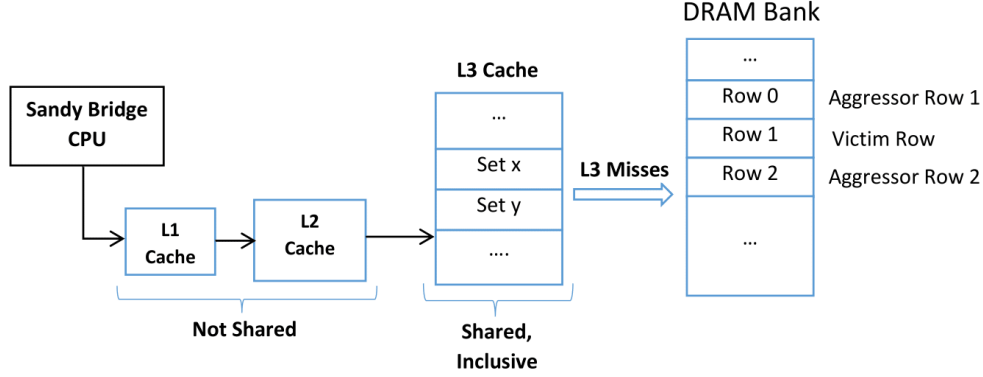 DRAM Bank
...
L3 Cache
Row 0
Aggressor Row 1
Sandy Bridge
CPU
...
Row 1
Victim Row
Set x
L3 Misses
Row 2
Aggressor Row 2
Set y
L1
Cache
L2
Cache
....
...
Not Shared
Shared,
Inclusive